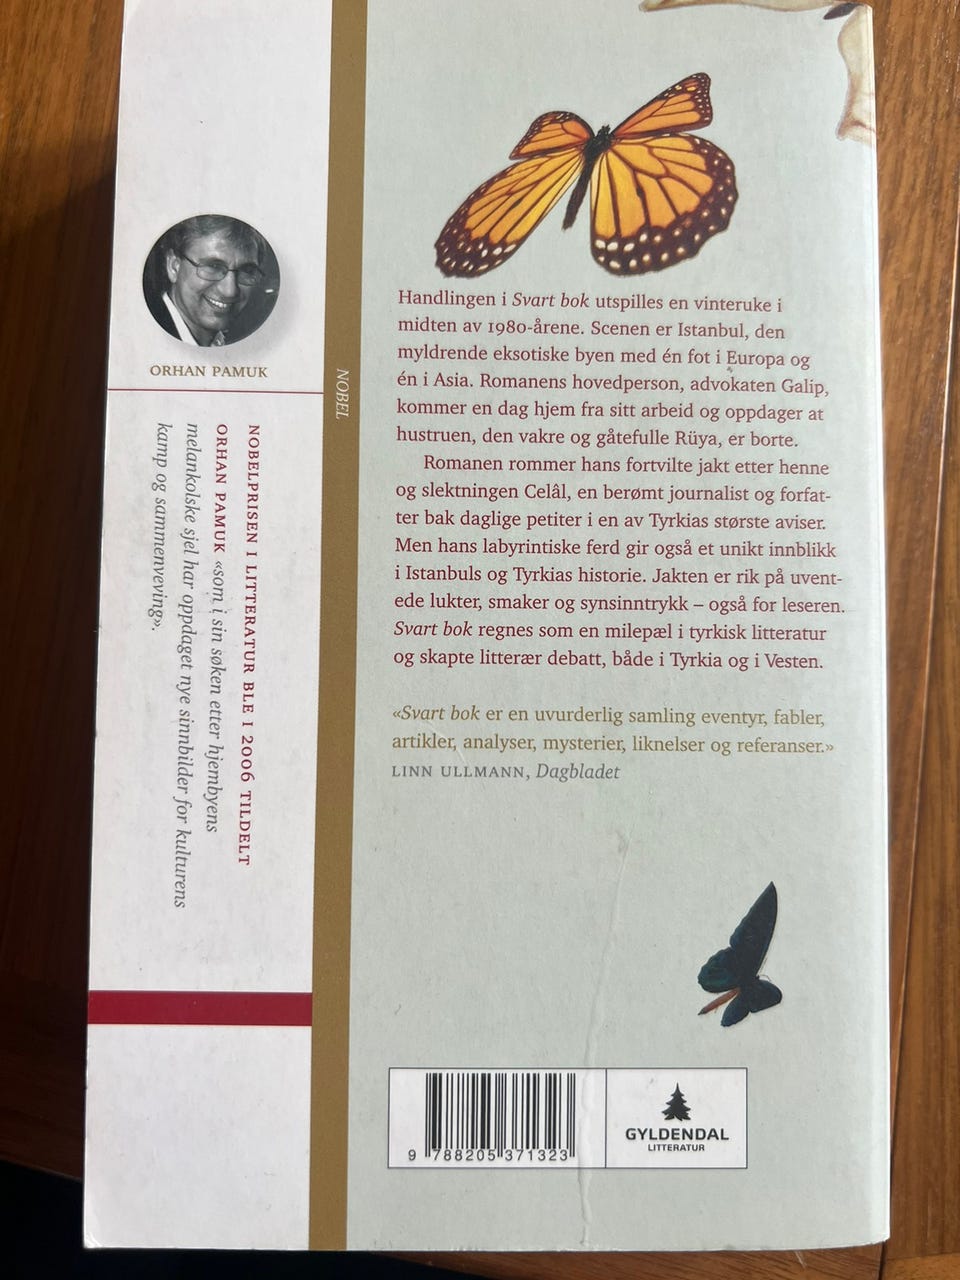 ORHAN PAMUK
NOBELPRISEN I LITTERATUR BLE I 2006 TILDELT
ORHAN PAMUK «som i sin søken etter hjembyens
melankolske sjel har oppdaget nye sinnbilder for kulturens
kamp og sammenveving».
NOBEL
Handlingen i Svart bok utspilles en vinteruke i
midten av 1980-årene. Scenen er Istanbul, den
myldrende eksotiske byen med én fot i Europa og
én i Asia. Romanens hovedperson, advokaten Galip,
kommer en dag hjem fra sitt arbeid og oppdager at
hustruen, den vakre og gåtefulle Rüya, er borte.
Romanen rommer hans fortvilte jakt etter henne
og slektningen Celâl, en berømt journalist og forfat-
ter bak daglige petiter i en av Tyrkias største aviser.
Men hans labyrintiske ferd gir også et unikt innblikk
i Istanbuls og Tyrkias historie. Jakten er rik på uvent-
ede lukter, smaker og synsinntrykk – også for leseren.
Svart bok regnes som en milepæl i tyrkisk litteratur
og skapte litterær debatt, både i Tyrkia og i Vesten.
«Svart bok er en uvurderlig samling eventyr, fabler,
artikler, analyser, mysterier, liknelser og referanser.»
LINN ULLMANN, Dagbladet
9 788205 371323
GYLDENDAL
LITTERATUR